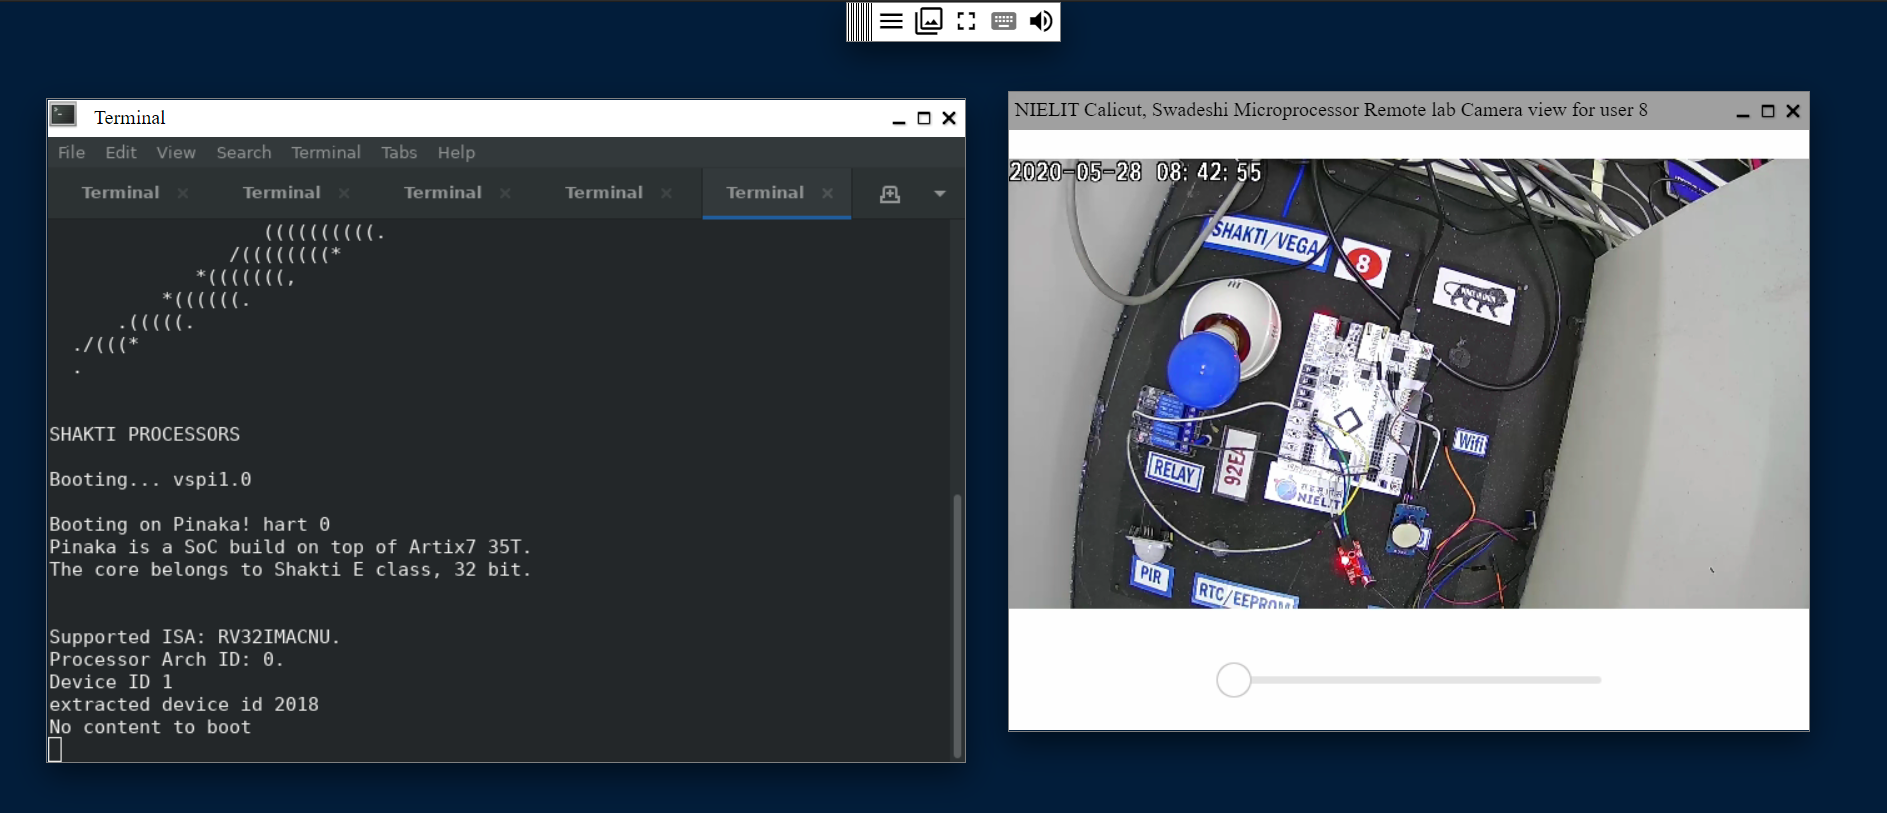 Terminal
File Edit View Search Terminal Tabs Help
Terminal Terminal Terminal Terminal Terminal
((((((((((.
/((((((((*
*(((((((,
*((((((.
.(((((.
./(((*
.
SHAKTI PROCESSORS
Booting... vspi1.0
Booting on Pinaka! hart 0
Pinaka is a SoC build on top of Artix7 35T.
The core belongs to Shakti E class, 32 bit.
Supported ISA: RV32IMACNU.
Processor Arch ID: 0.
Device ID 1
extracted device id 2018
No content to boot
NIELIT Calicut, Swadeshi Microprocessor Remote lab Camera view for user 8
2020-05-28 08:42:55
SHAKTI/VEGA
8
Wifi
RELAY
92EA
NIELIT
PIR
RTC/EEPROM